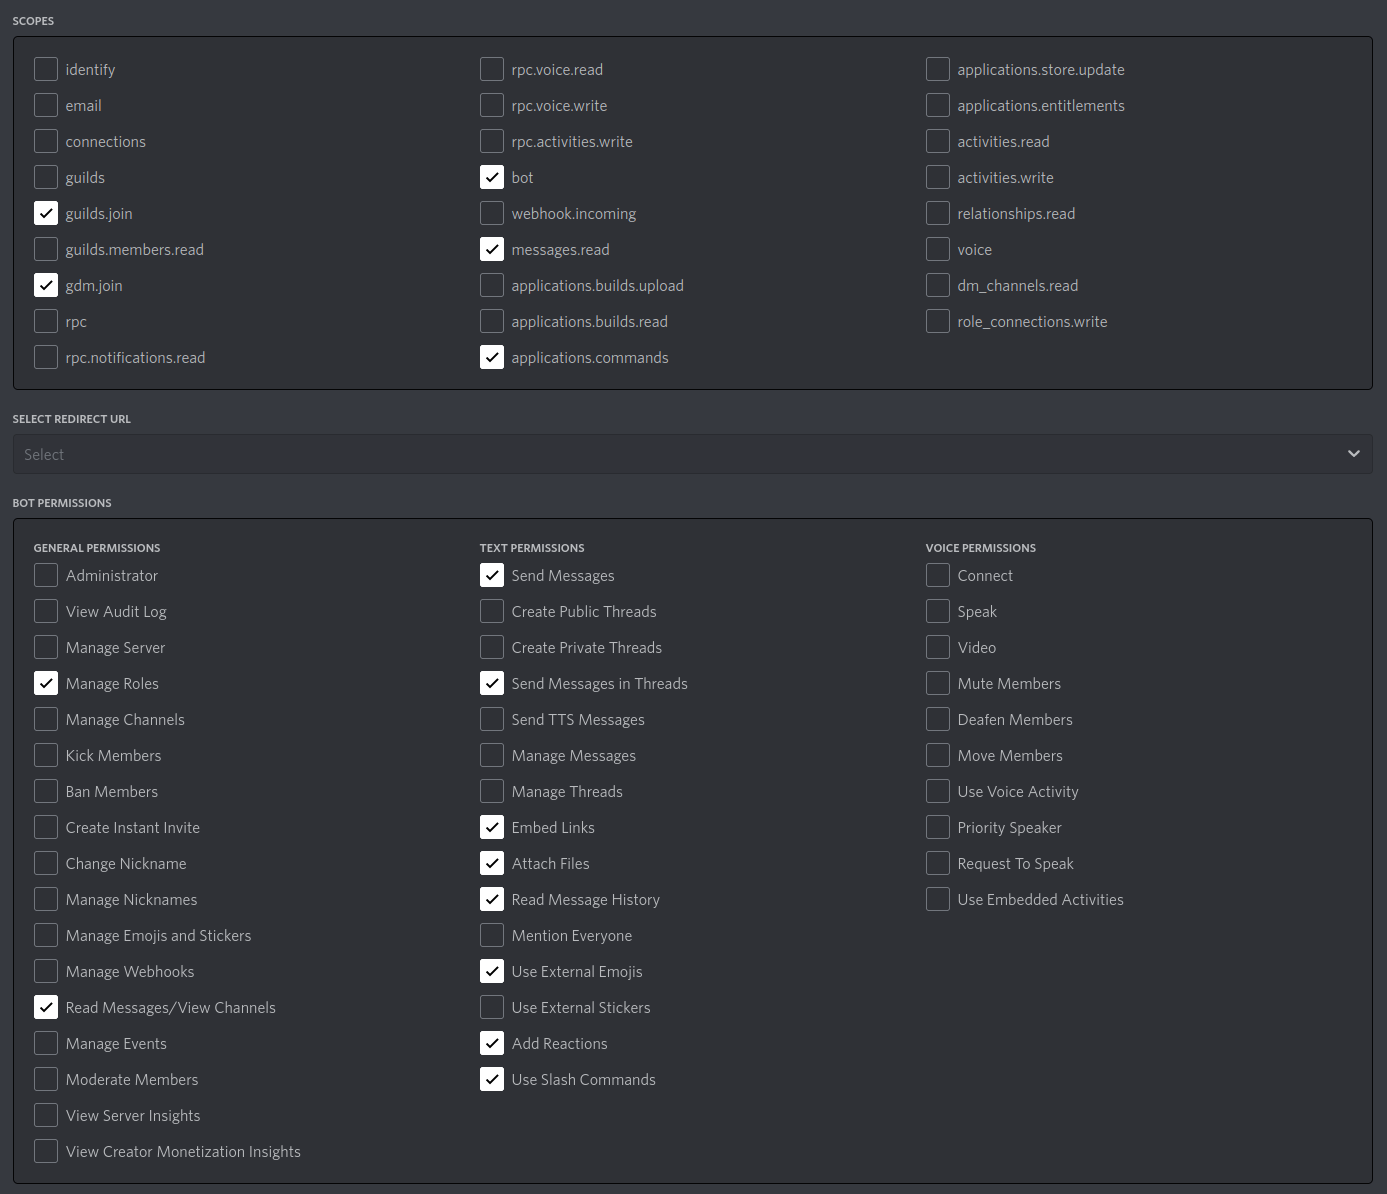 SCOPES
identify
email
connections
guilds
guilds.join
guilds.members.read
gdm.join
rpc
rpc.notifications.read
rpc.voice.read
rpc.voice.write
rpc.activities.write
bot
webhook.incoming
messages.read
applications.builds.upload
applications.builds.read
applications.commands
applications.store.update
applications.entitlements
activities.read
activities.write
relationships.read
voice
dm_channels.read
role_connections.write
SELECT REDIRECT URL
Select
BOT PERMISSIONS
GENERAL PERMISSIONS
Administrator
View Audit Log
Manage Server
Manage Roles
Manage Channels
Kick Members
Ban Members
Create Instant Invite
Change Nickname
Manage Nicknames
Manage Emojis and Stickers
Manage Webhooks
Read Messages/View Channels
Manage Events
Moderate Members
View Server Insights
View Creator Monetization Insights
TEXT PERMISSIONS
Send Messages
Create Public Threads
Create Private Threads
Send Messages in Threads
Send TTS Messages
Manage Messages
Manage Threads
Embed Links
Attach Files
Read Message History
Mention Everyone
Use External Emojis
Use External Stickers
Add Reactions
Use Slash Commands
VOICE PERMISSIONS
Connect
Speak
Video
Mute Members
Deafen Members
Move Members
Use Voice Activity
Priority Speaker
Request To Speak
Use Embedded Activities